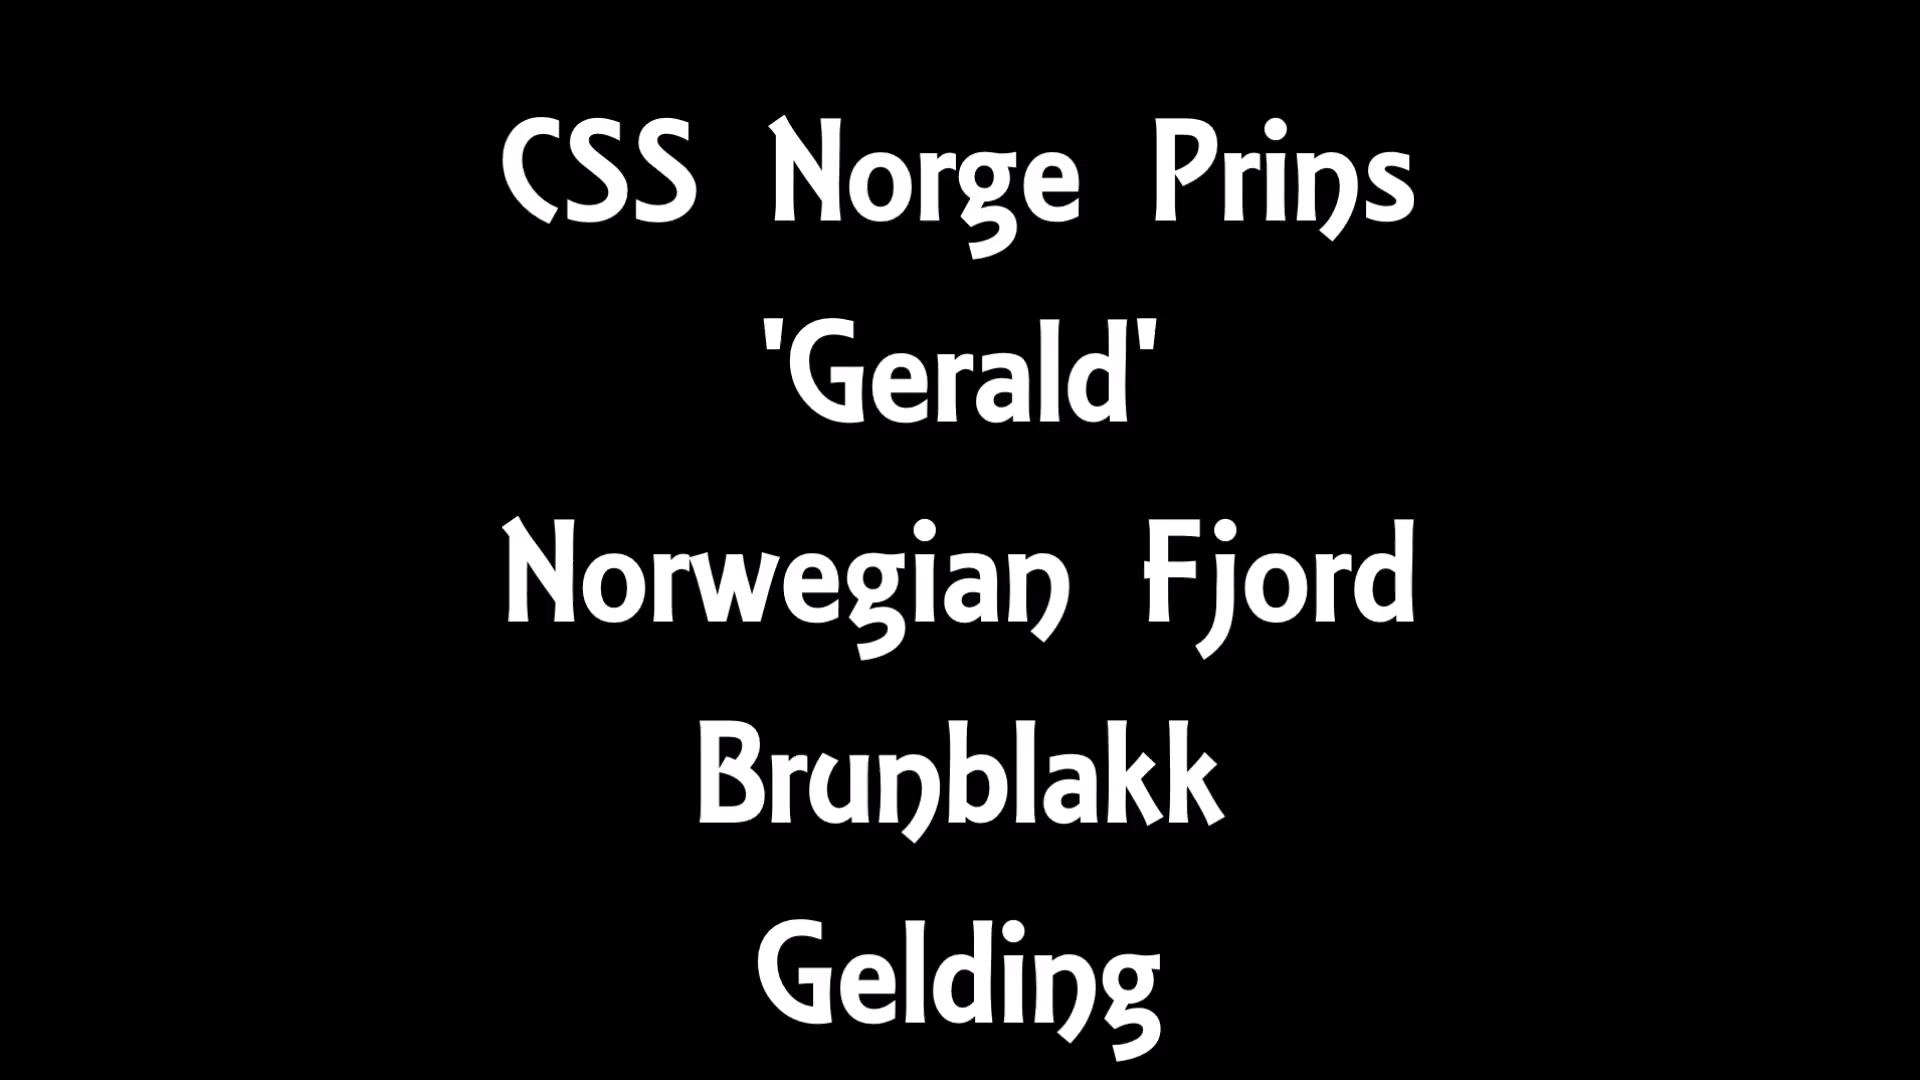 CSS Norge Prins
'Gerald'
Norwegian Fjord
Brunblakk
Gelding